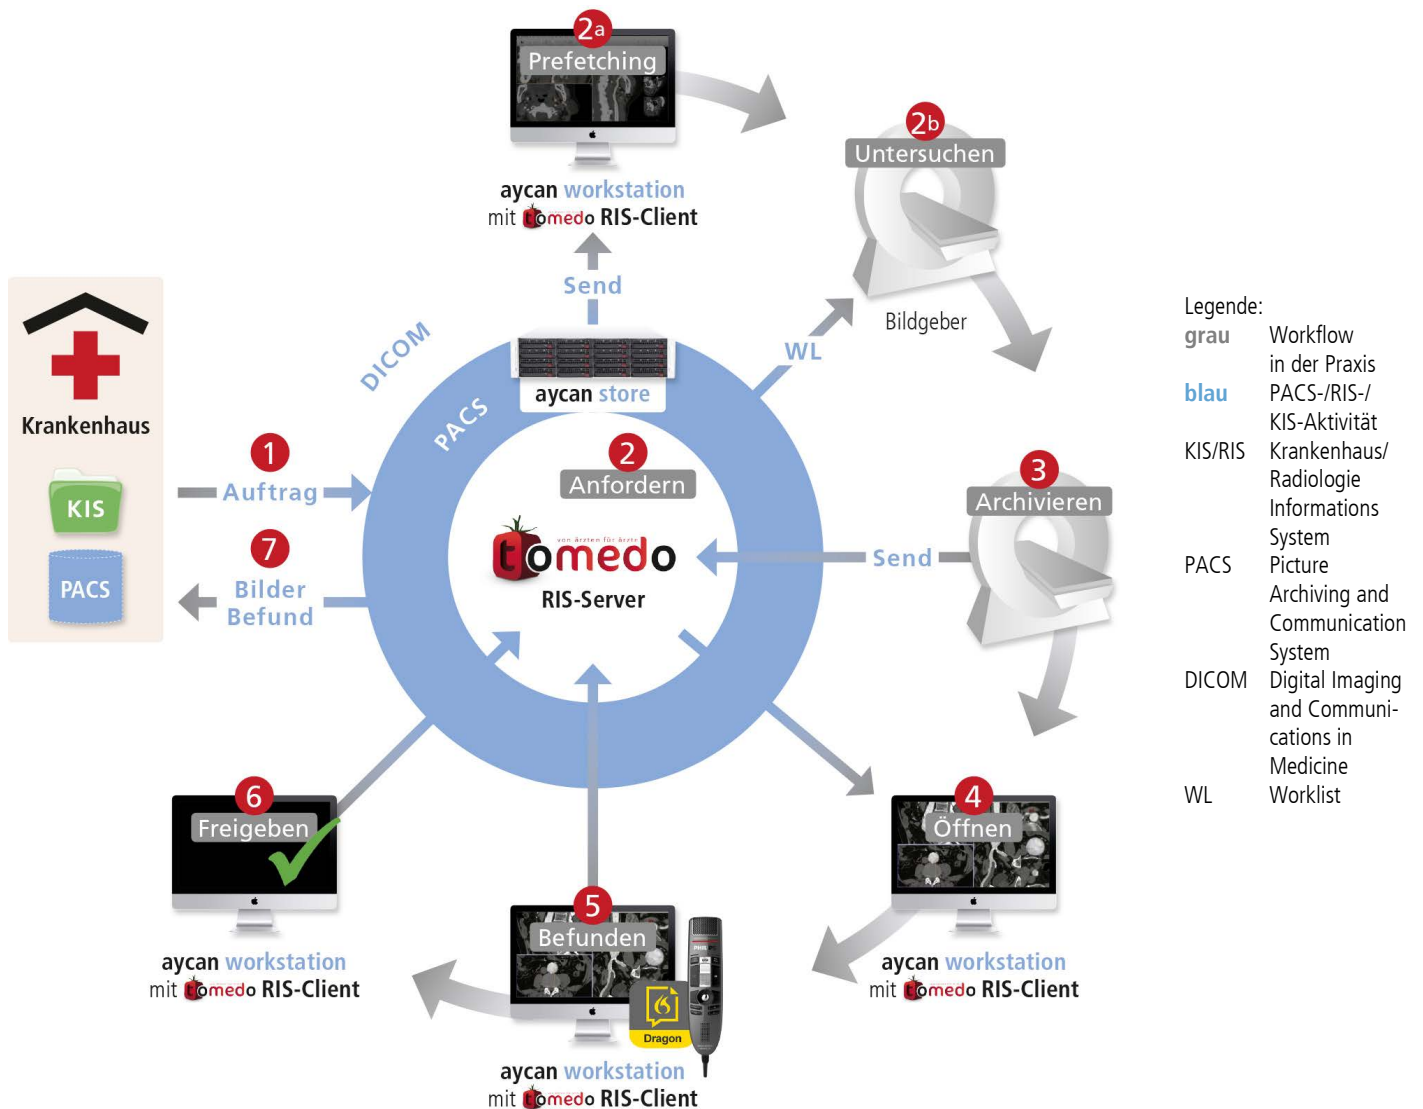 2a
Prefetching
aycan workstation
mit tomedo RIS-Client
2b
Untersuchen
Bildgeber
Send
WL
DICOM
PACS
aycan store
Krankenhaus
KIS
PACS
1
Auftrag
7
Bilder
Befund
2
Anfordern
von ärzten für ärzte
tomedo
RIS-Server
3
Archivieren
Send
4
Öffnen
aycan workstation
mit tomedo RIS-Client
5
Befunden
Dragon
aycan workstation
mit tomedo RIS-Client
6
Freigeben
aycan workstation
mit tomedo RIS-Client
Legende:
grau Workflow
in der Praxis
blau PACS-/RIS-/
KIS-Aktivität
KIS/RIS Krankenhaus/
Radiologie
Informations
System
PACS Picture
Archiving and
Communication
System
DICOM Digital Imaging
and Communi-
cations in
Medicine
WL Worklist